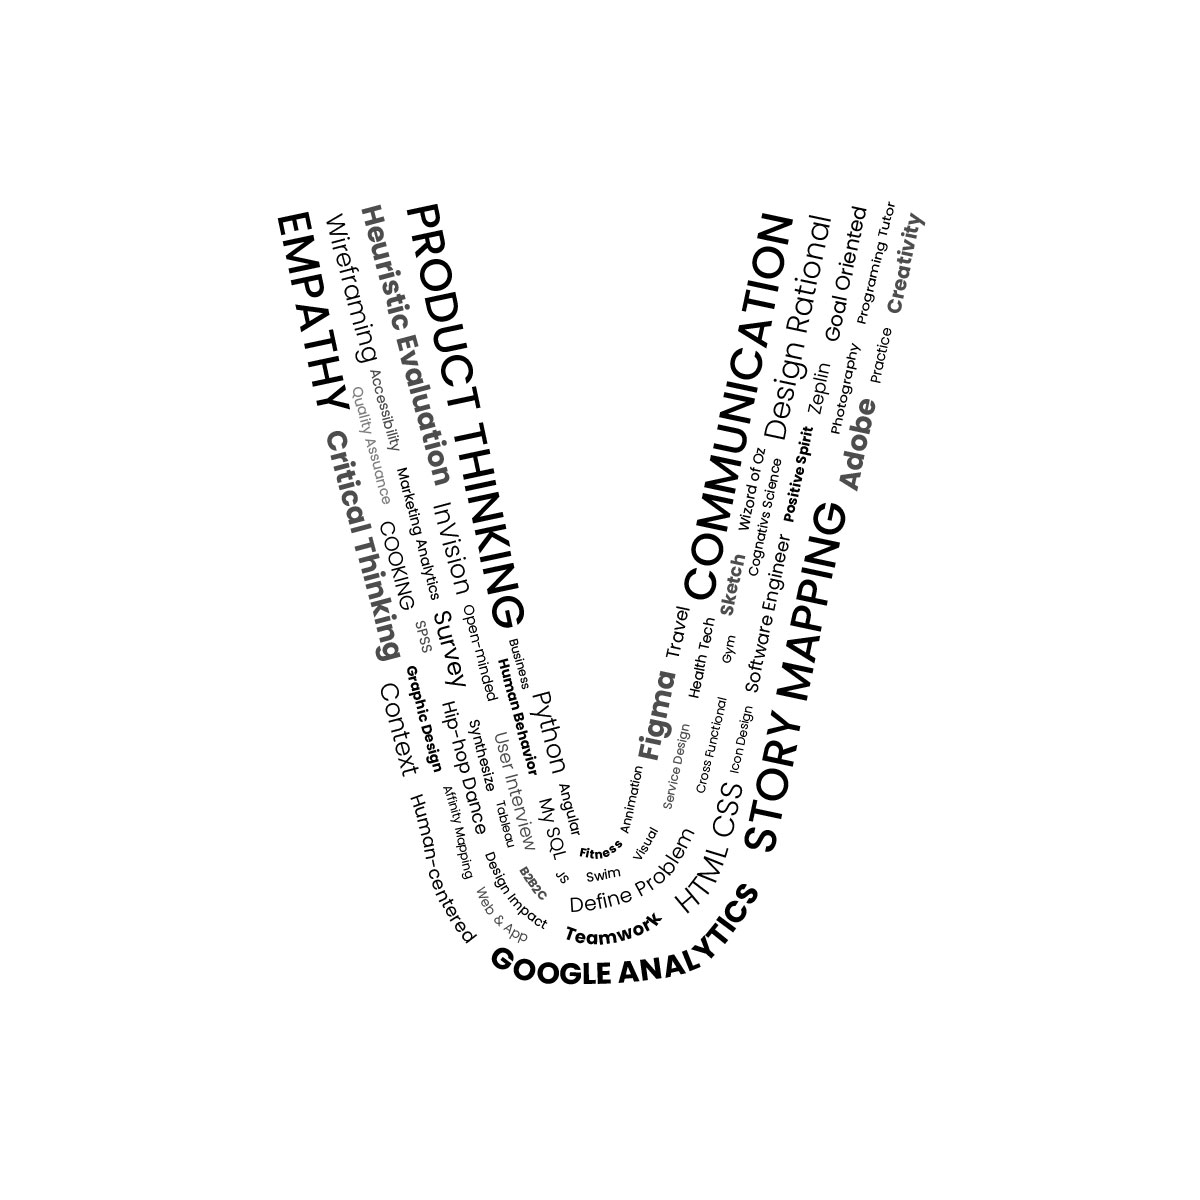 EMPATHY
Wireframing
Heuristic Evaluation
PRODUCT THINKING
Accessibility
Quality Assuance
Critical Thinking
Marketing Analytics
InVision
COOKING
SPSS
Survey
Open-minded
Business
Human Behavior
Python
Graphic Design
Context
Hip-hop Dance
Synthesize
User Interview
Angular
My SQL
Tableau
Affinity Mapping
Human-centered
Design Impact
B2B2C
JS
Web & App
Fitness
Swim
Define Problem
Teamwork
GOOGLE ANALYTICS
Annimation
Visual
HTML CSS
STORY MAPPING
Figma
Service Design
Cross Functional
Icon Design
Travel
Health Tech
Gym
Software Engineer
COMMUNICATION
Sketch
Wizord of Oz
Cognativs Science
Positive Spirit
Design Rational
Zeplin
Photography
Adobe
Goal Oriented
Practice
Programing Tutor
Creativity